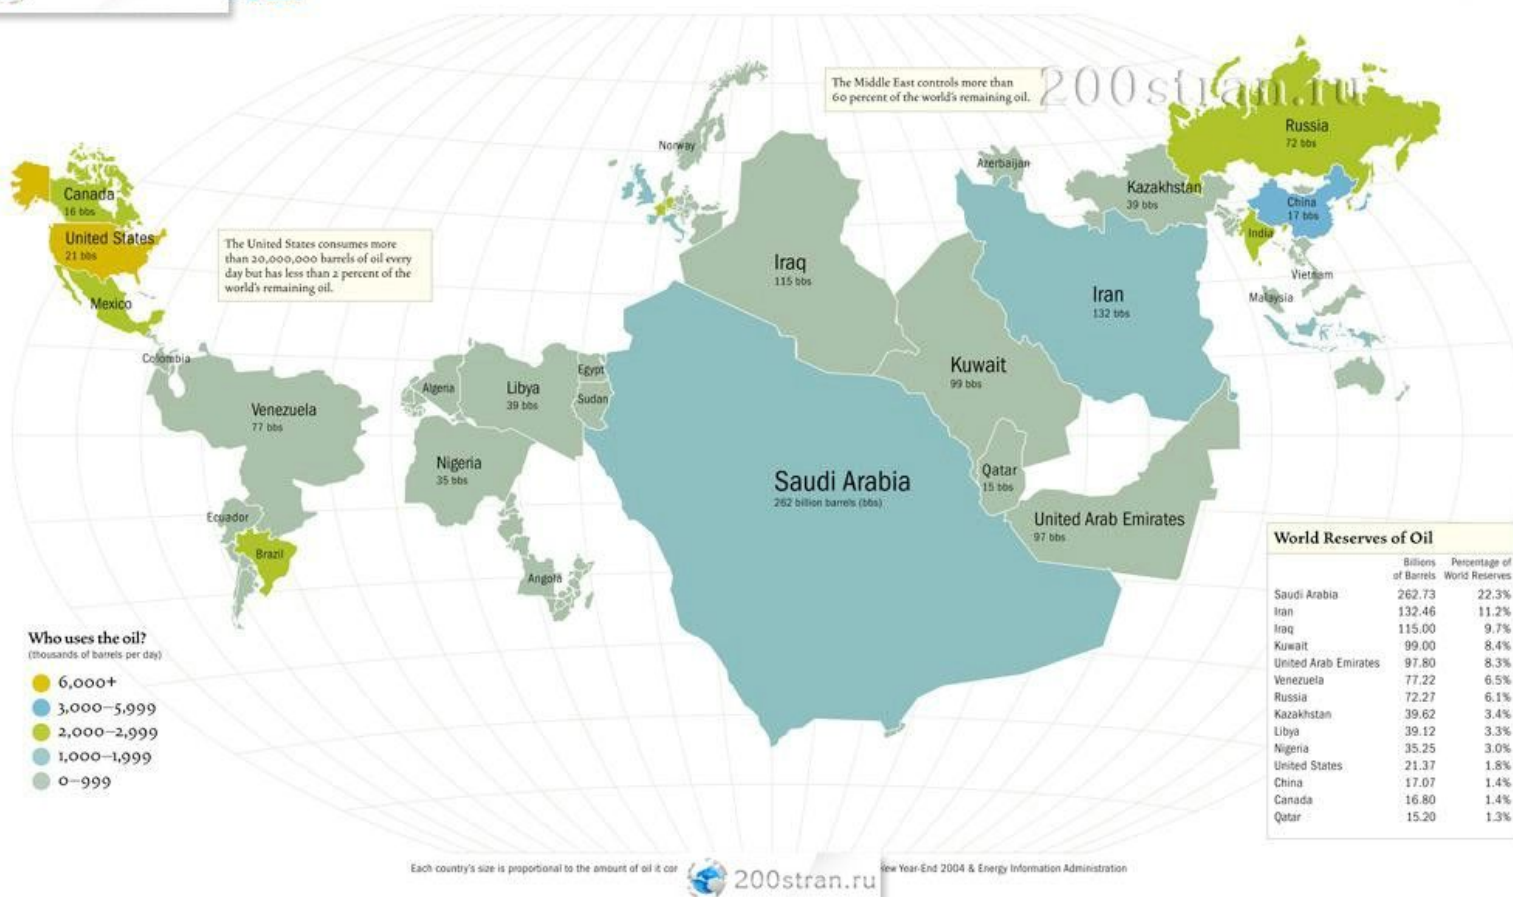 The Middle East controls more than
60 percent of the world's remaining oil.
200stran.ru
Russia
72 bbs
Norway
Azerbaijan
Kazakhstan
39 bbs
China
17 bbs
India
Vietnam
Malaysia
Canada
16 bbs
United States
21 bbs
Mexico
The United States consumes more
than 20,000,000 barrels of oil every
day but has less than 2 percent of the
world's remaining oil.
Iraq
115 bbs
Iran
132 bbs
Kuwait
99 bbs
Colombia
Venezuela
77 bbs
Algeria
Libya
39 bbs
Egypt
Sudan
Nigeria
35 bbs
Saudi Arabia
262 billion barrels (bbs)
Qatar
15 bbs
United Arab Emirates
97 bbs
Ecuador
Brazil
Angola
Who uses the oil?
(thousands of barrels per day)
6,000+
3,000–5,999
2,000–2,999
1,000–1,999
0–999
World Reserves of Oil
Billions of Barrels Percentage of World Reserves
Saudi Arabia 262.73 22.3%
Iran 132.46 11.2%
Iraq 115.00 9.7%
Kuwait 99.00 8.4%
United Arab Emirates 97.80 8.3%
Venezuela 77.22 6.5%
Russia 72.27 6.1%
Kazakhstan 39.62 3.4%
Libya 39.12 3.3%
Nigeria 35.25 3.0%
United States 21.37 1.8%
China 17.07 1.4%
Canada 16.80 1.4%
Qatar 15.20 1.3%
Each country's size is proportional to the amount of oil it
Year-End 2004 & Energy Information Administration
200stran.ru